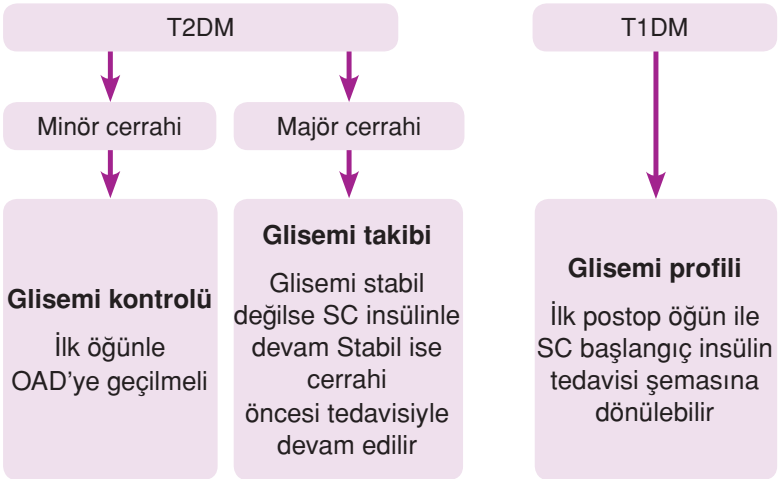 T2DM
T1DM
Minör cerrahi
Majör cerrahi
Glisemi kontrolü
İlk öğünle
OAD’ye geçilmeli
Glisemi takibi
Glisemi stabil
değilse SC insülinle
devam Stabil ise
cerrahi
öncesi tedavisiyle
devam edilir
Glisemi profili
İlk postop öğün ile
SC başlangıç insülin
tedavisi şemasına
dönülebilir